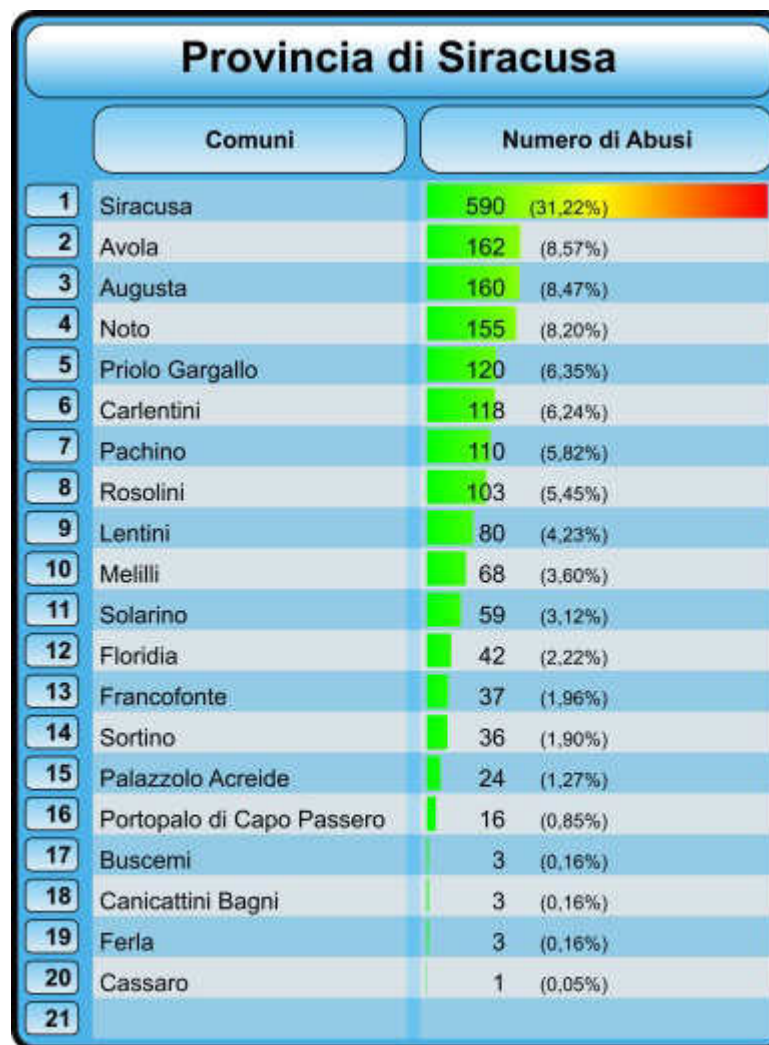 Provincia di Siracusa
Comuni Numero di Abusi
1 Siracusa 590 (31,22%)
2 Avola 162 (8,57%)
3 Augusta 160 (8,47%)
4 Noto 155 (8,20%)
5 Priolo Gargallo 120 (6,35%)
6 Carlentini 118 (6,24%)
7 Pachino 110 (5,82%)
8 Rosolini 103 (5,45%)
9 Lentini 80 (4,23%)
10 Melilli 68 (3,60%)
11 Solarino 59 (3,12%)
12 Floridia 42 (2,22%)
13 Francofonte 37 (1,96%)
14 Sortino 36 (1,90%)
15 Palazzolo Acreide 24 (1,27%)
16 Portopalo di Capo Passero 16 (0,85%)
17 Buscemi 3 (0,16%)
18 Canicattini Bagni 3 (0,16%)
19 Ferla 3 (0,16%)
20 Cassaro 1 (0,05%)
21